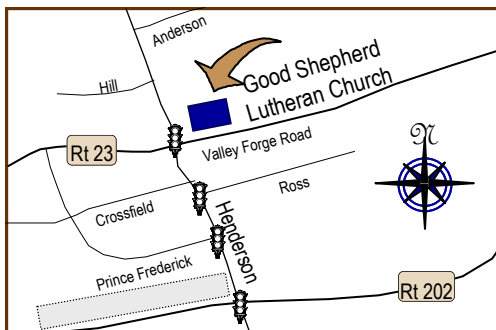 Anderson
Hill
Good Shepherd
Lutheran Church
Rt 23
Valley Forge Road
N
Ross
Crossfield
Henderson
Prince Frederick
Rt 202